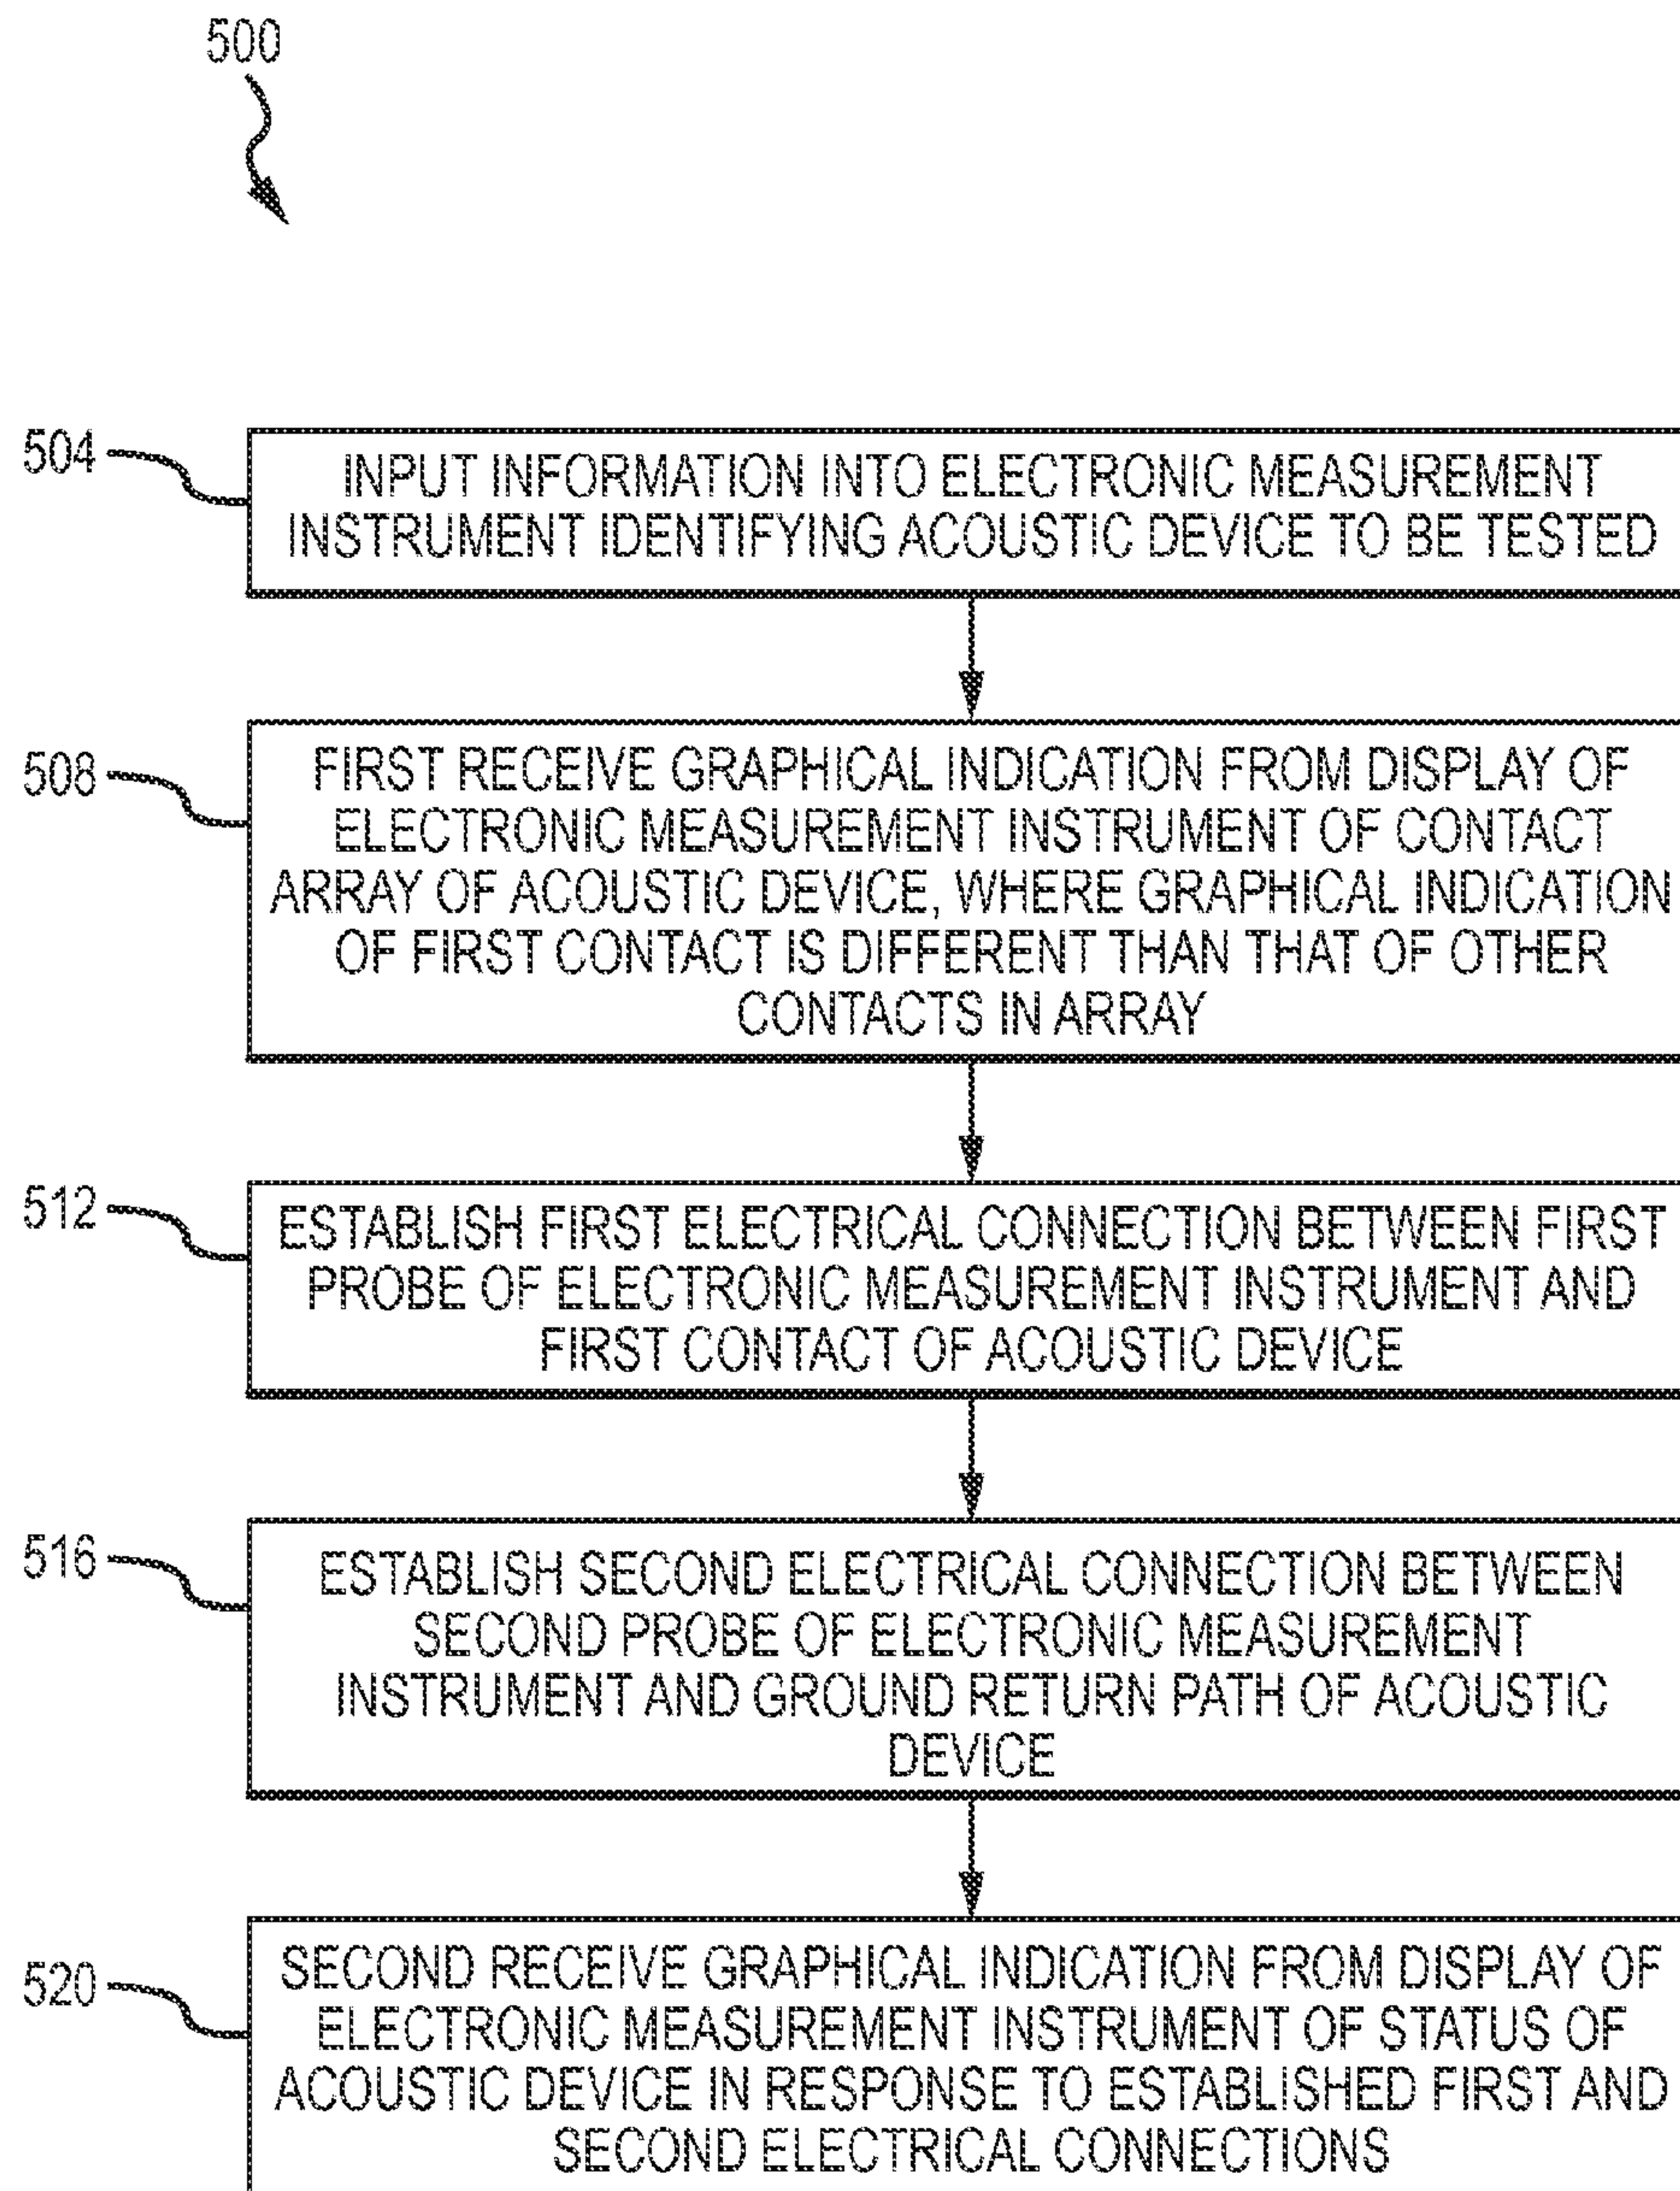 500
504
INPUT INFORMATION INTO ELECTRONIC MEASUREMENT
INSTRUMENT IDENTIFYING ACOUSTIC DEVICE TO BE TESTED
508
FIRST RECEIVE GRAPHICAL INDICATION FROM DISPLAY OF
ELECTRONIC MEASUREMENT INSTRUMENT OF CONTACT
ARRAY OF ACOUSTIC DEVICE, WHERE GRAPHICAL INDICATION
OF FIRST CONTACT IS DIFFERENT THAN THAT OF OTHER
CONTACTS IN ARRAY
512
ESTABLISH FIRST ELECTRICAL CONNECTION BETWEEN FIRST
PROBE OF ELECTRONIC MEASUREMENT INSTRUMENT AND
FIRST CONTACT OF ACOUSTIC DEVICE
516
ESTABLISH SECOND ELECTRICAL CONNECTION BETWEEN
SECOND PROBE OF ELECTRONIC MEASUREMENT
INSTRUMENT AND GROUND RETURN PATH OF ACOUSTIC
DEVICE
520
SECOND RECEIVE GRAPHICAL INDICATION FROM DISPLAY OF
ELECTRONIC MEASUREMENT INSTRUMENT OF STATUS OF
ACOUSTIC DEVICE IN RESPONSE TO ESTABLISHED FIRST AND
SECOND ELECTRICAL CONNECTIONS